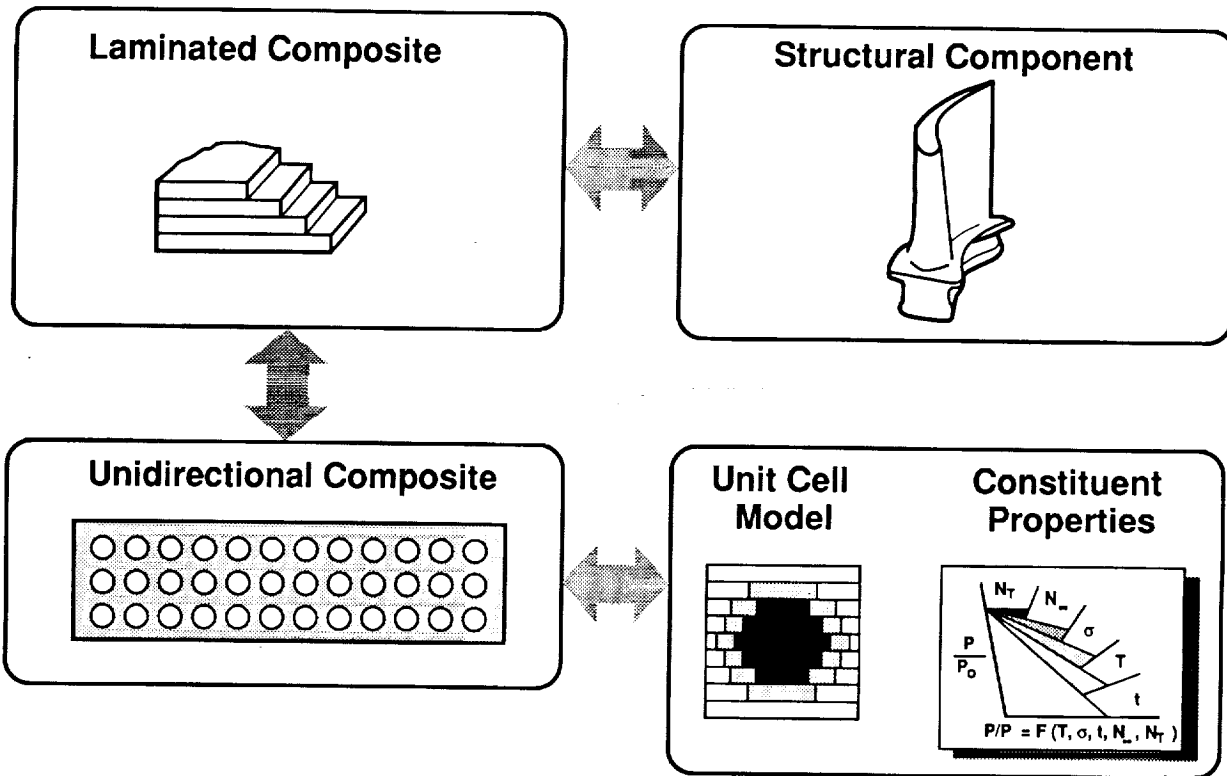 Laminated Composite
Structural Component
Unidirectional Composite
Unit Cell
Model
Constituent
Properties
N_T
N_∞
σ
T
t
P
P_o
P/P = F (T, σ, t, N_∞, N_T)